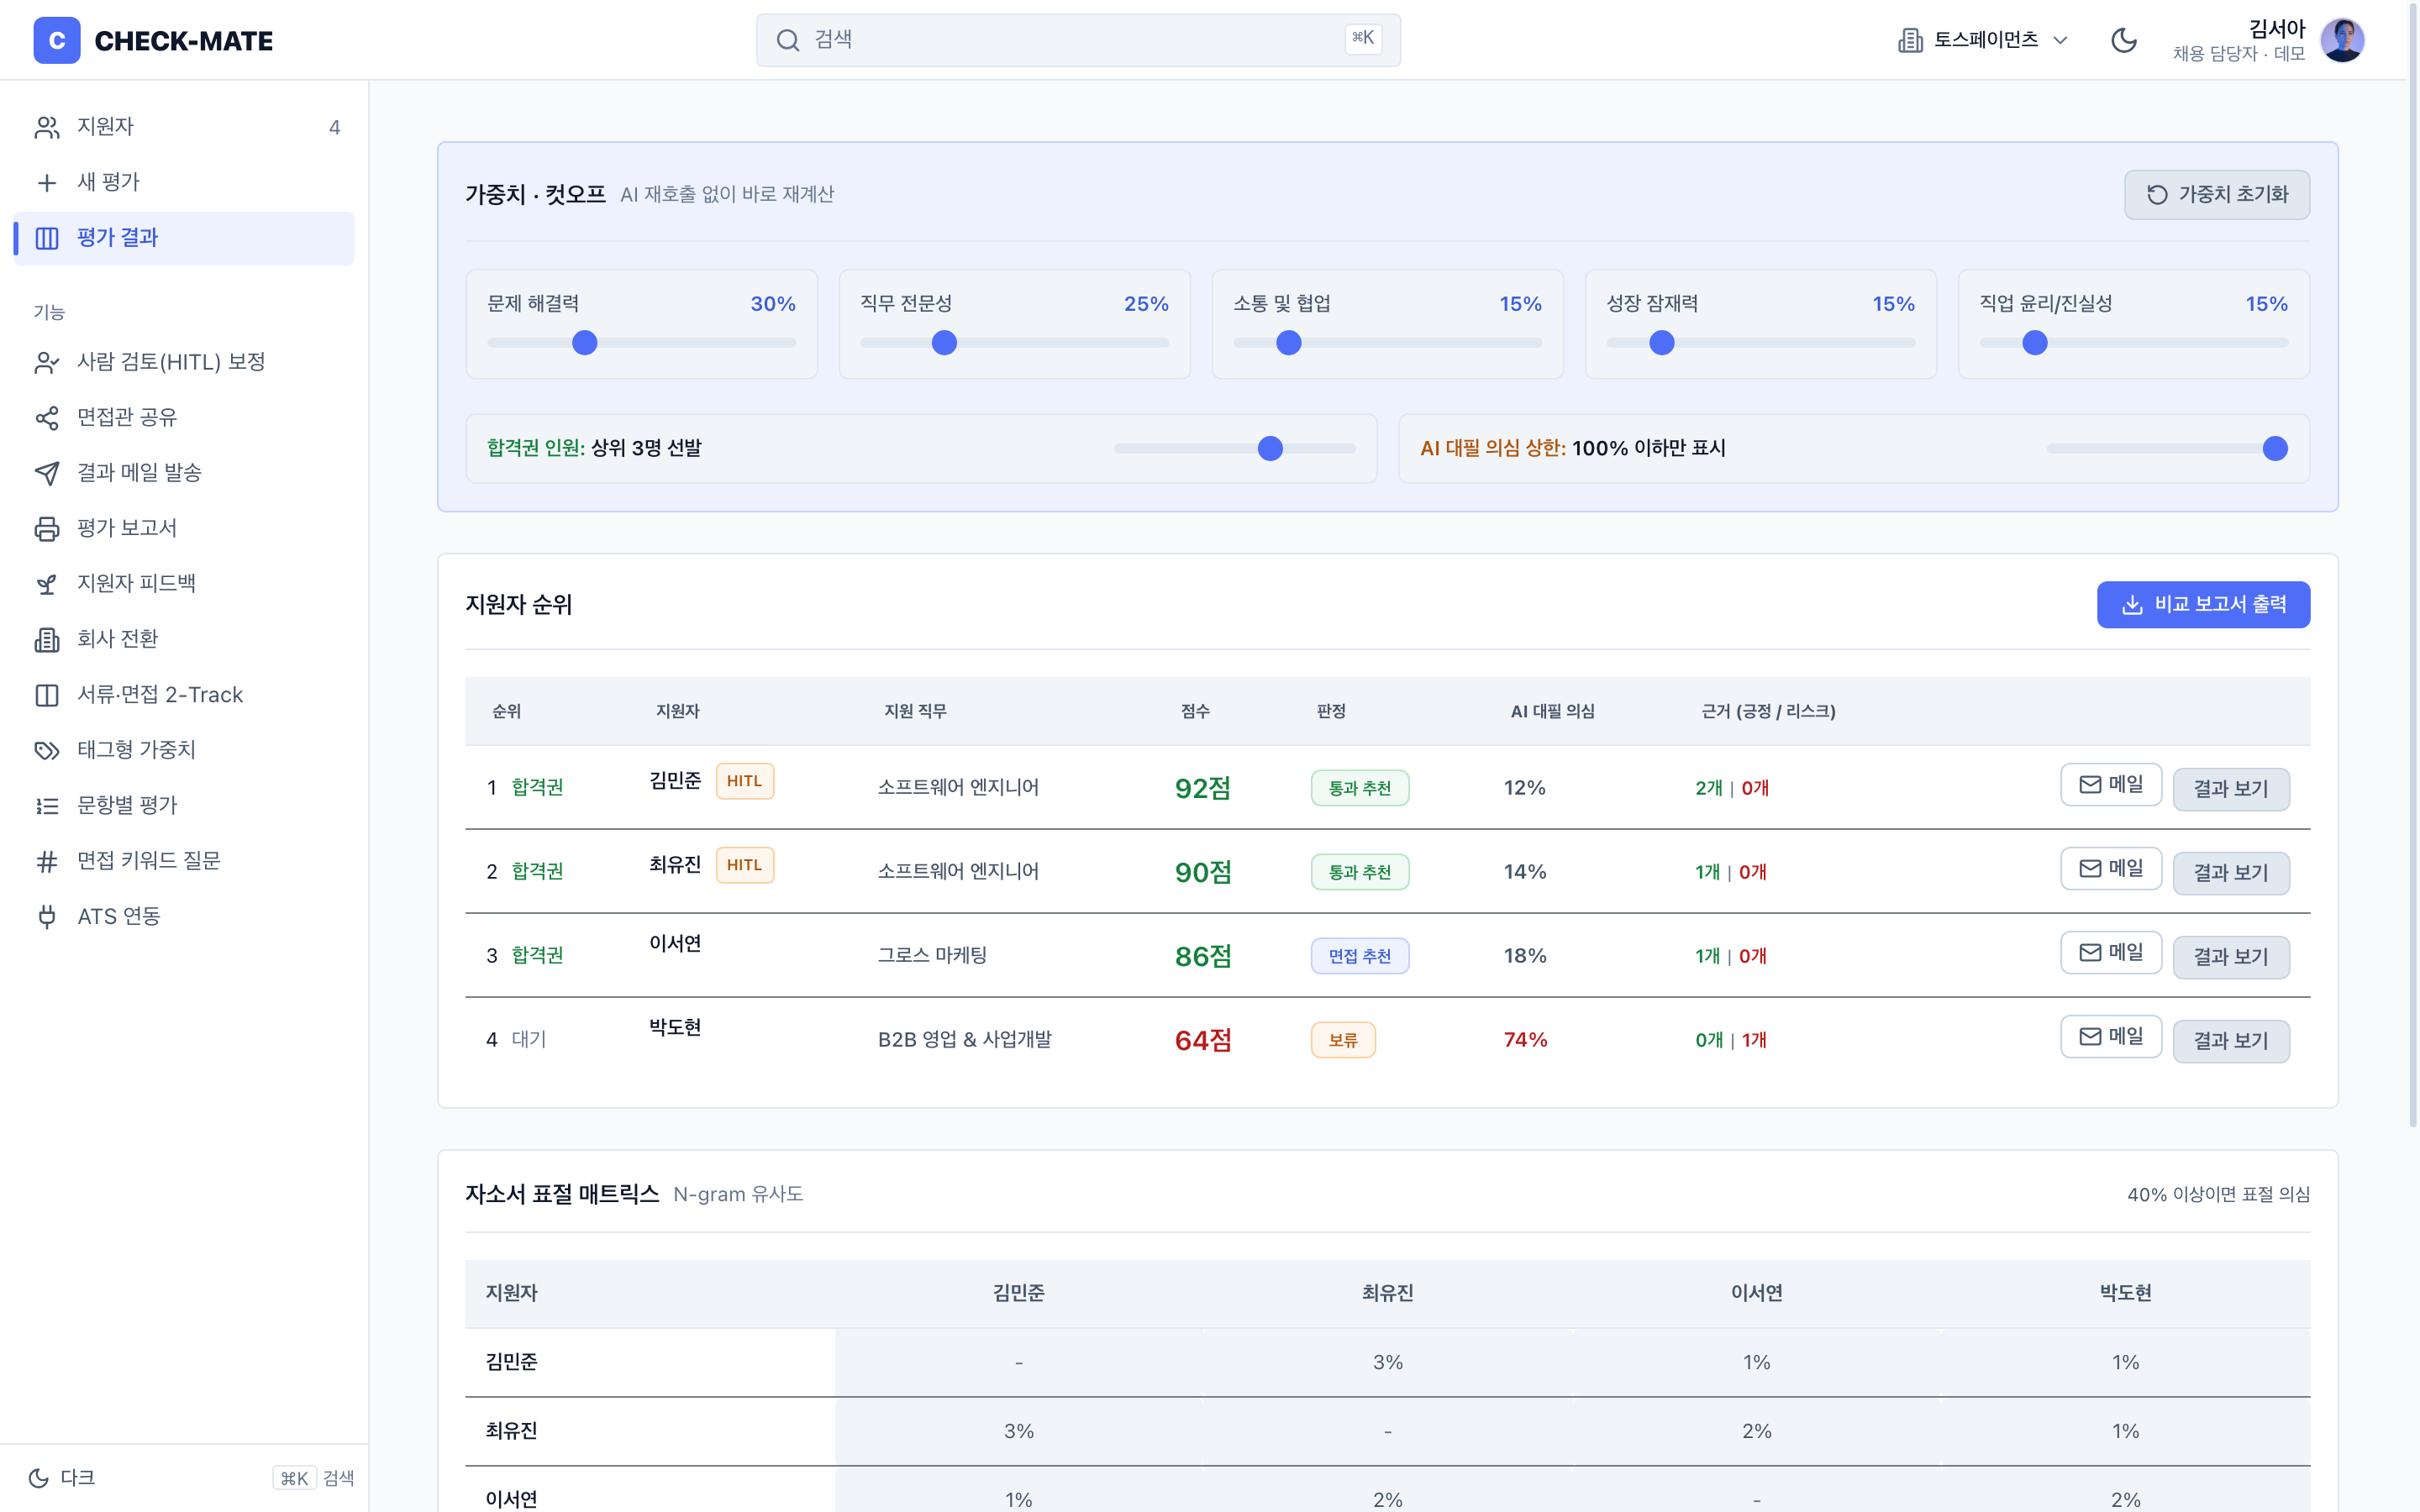 C CHECK-MATE
검색 ⌘K
토스페이먼츠
김서아
채용 담당자 · 데모
지원자 4
새 평가
평가 결과
기능
사람 검토(HITL) 보정
면접관 공유
결과 메일 발송
평가 보고서
지원자 피드백
회사 전환
서류·면접 2-Track
태그형 가중치
문항별 평가
면접 키워드 질문
ATS 연동
다크 ⌘K 검색
가중치 · 컷오프 AI 재호출 없이 바로 재계산 가중치 초기화
문제 해결력 30%
직무 전문성 25%
소통 및 협업 15%
성장 잠재력 15%
직업 윤리/진실성 15%
합격권 인원: 상위 3명 선발
AI 대필 의심 상한: 100% 이하만 표시
지원자 순위 비교 보고서 출력
순위 지원자 지원 직무 점수 판정 AI 대필 의심 근거 (긍정 / 리스크)
1 합격권 김민준 HITL 소프트웨어 엔지니어 92점 통과 추천 12% 2개 | 0개 메일 결과 보기
2 합격권 최유진 HITL 소프트웨어 엔지니어 90점 통과 추천 14% 1개 | 0개 메일 결과 보기
3 합격권 이서연 그로스 마케팅 86점 면접 추천 18% 1개 | 0개 메일 결과 보기
4 대기 박도현 B2B 영업 & 사업개발 64점 보류 74% 0개 | 1개 메일 결과 보기
자소서 표절 매트릭스 N-gram 유사도 40% 이상이면 표절 의심
지원자 김민준 최유진 이서연 박도현
김민준 - 3% 1% 1%
최유진 3% - 2% 1%
이서연 1% 2% - 2%